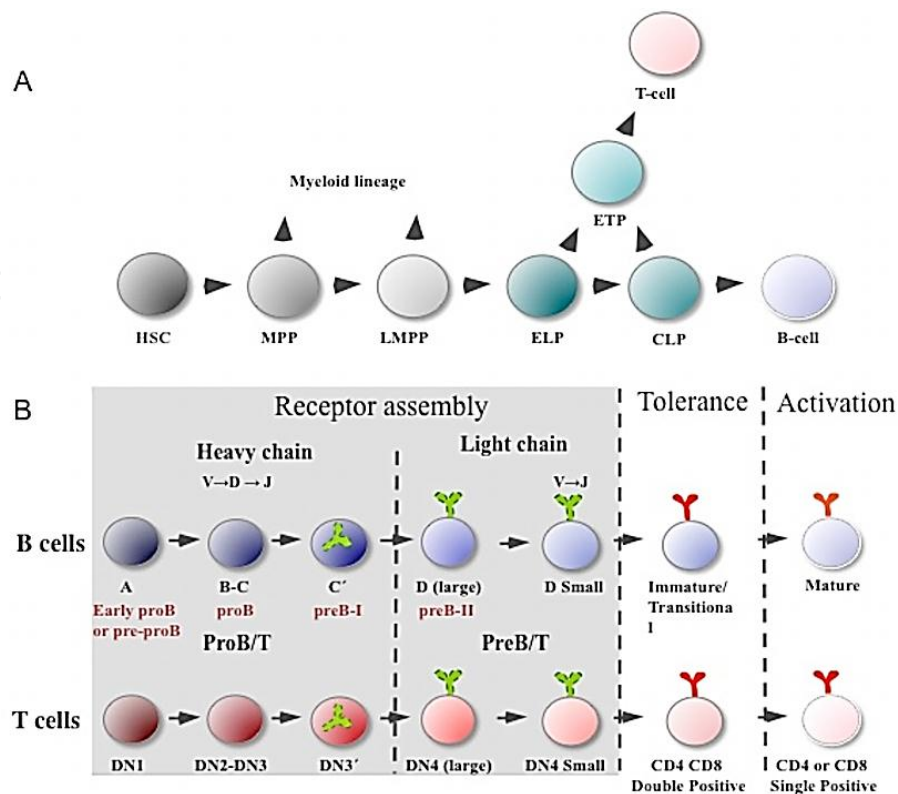 A
T-cell
Myeloid lineage
ETP
HSC MPP LMPP ELP CLP B-cell
B
Receptor assembly Tolerance Activation
Heavy chain Light chain
V→D → J V→J
B cells
A B-C C′ D (large) D Small Immature/ Mature
Early proB proB preB-I preB-II Transitiona
or pre-proB l
ProB/T PreB/T
T cells
DN1 DN2-DN3 DN3′ DN4 (large) DN4 Small CD4 CD8 CD4 or CD8
Double Positive Single Positive